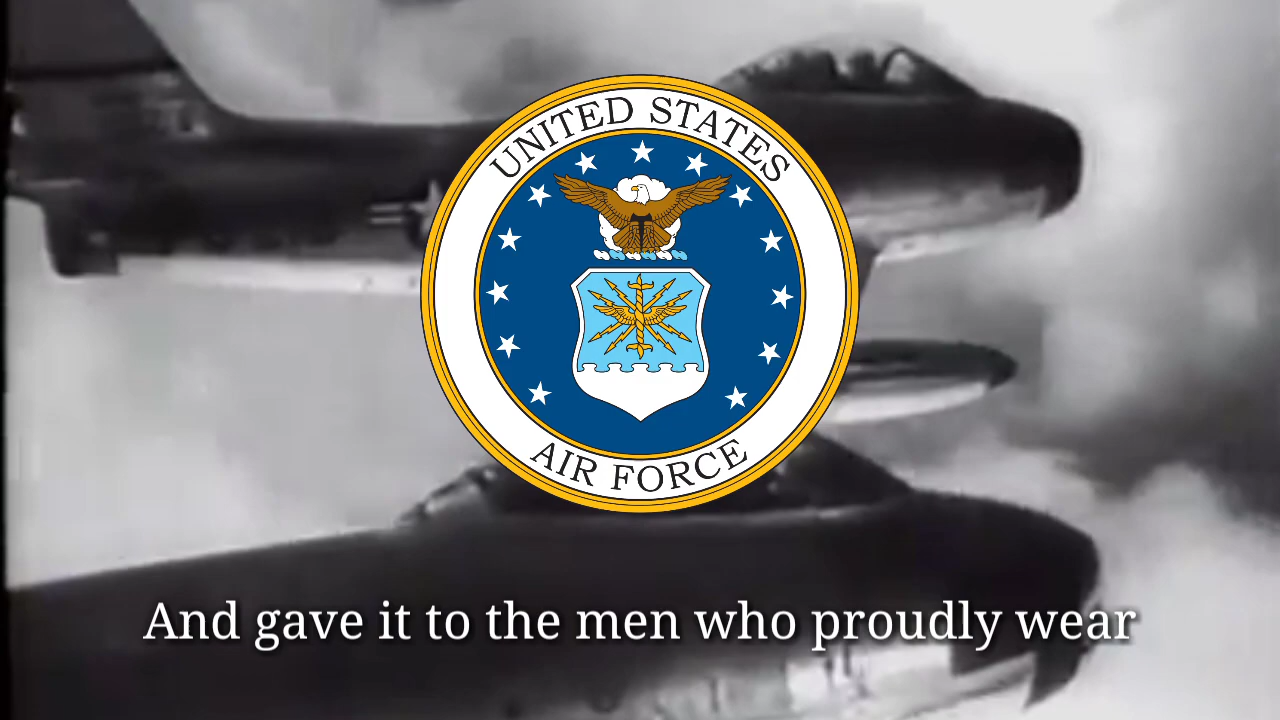 UNITED STATES
AIR FORCE
And gave it to the men who proudly wear